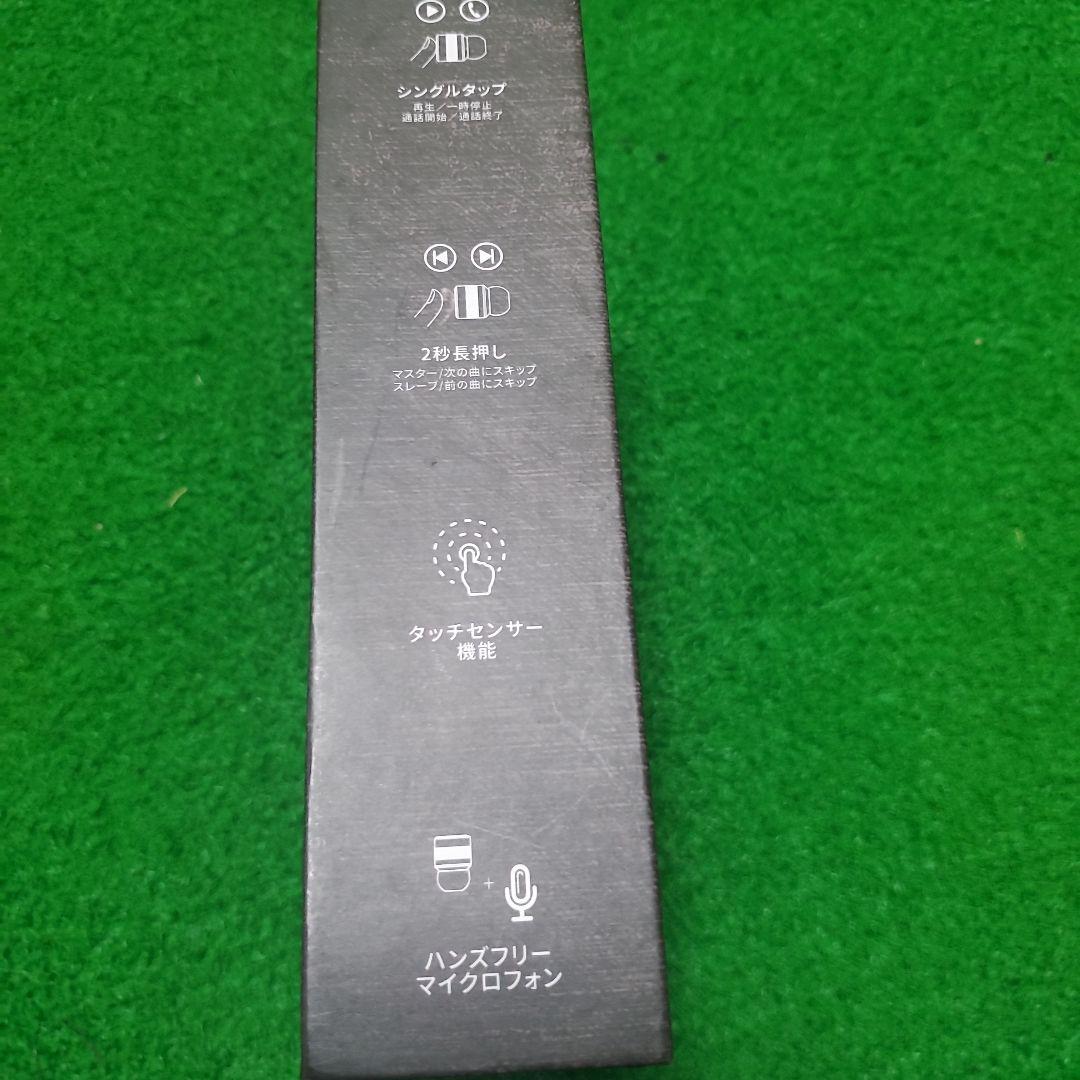 シングルタップ
再生／一時停止
通話開始／通話終了
2秒長押し
マスター/次の曲にスキップ
スレーブ/前の曲にスキップ
タッチセンサー
機能
+
ハンズフリー
マイクロフォン